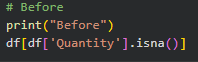 # Before
print("Before")
df[df['Quantity'].isna()]